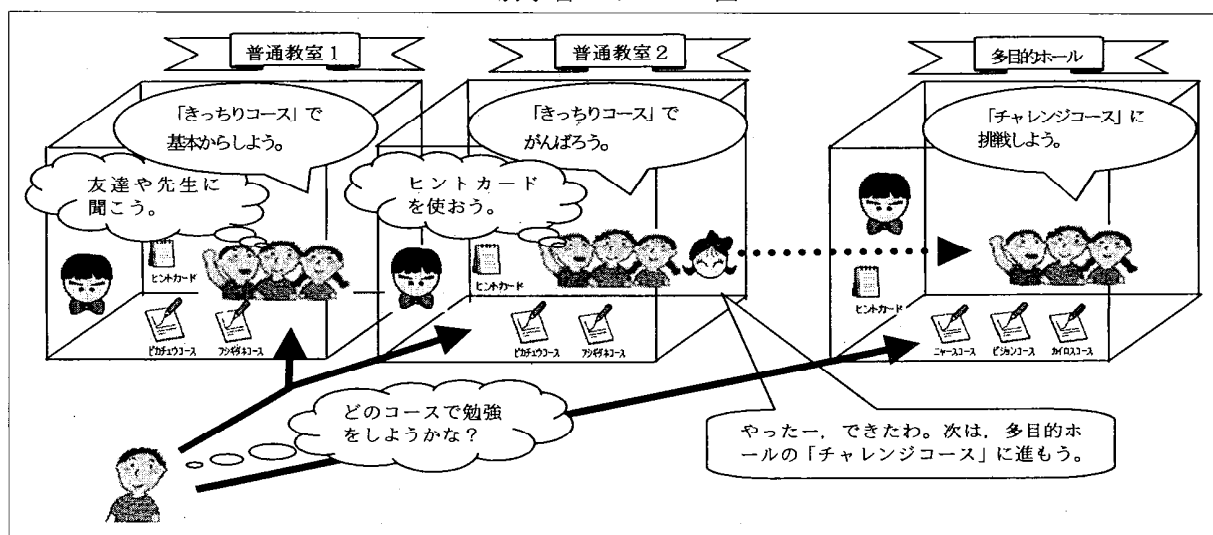 普通教室1
普通教室2
多目的ホール
「きっちりコース」で
基本からしよう。
「きっちりコース」で
がんばろう。
「チャレンジコース」に
挑戦しよう。
友達や先生に
聞こう。
ヒントカード
を使おう。
ヒントカード
ヒントカード
ヒントカード
ピカチュウコース
フシギダネコース
ピカチュウコース
フシギダネコース
ニャースコース
ピジョンコース
カイロスコース
どのコースで勉強
をしようかな?
やったー,できたわ。次は,多目的ホ
ールの「チャレンジコース」に進もう。